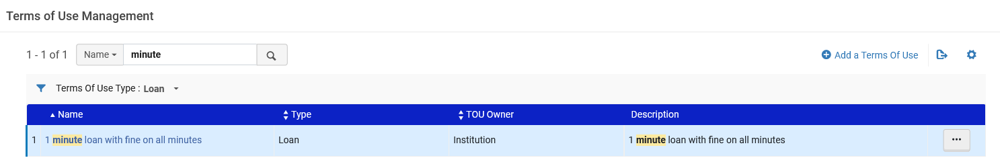 Terms of Use Management
1 - 1 of 1 Name minute Add a Terms Of Use
Terms Of Use Type : Loan
Name Type TOU Owner Description
1 1 minute loan with fine on all minutes Loan Institution 1 minute loan with fine on all minutes